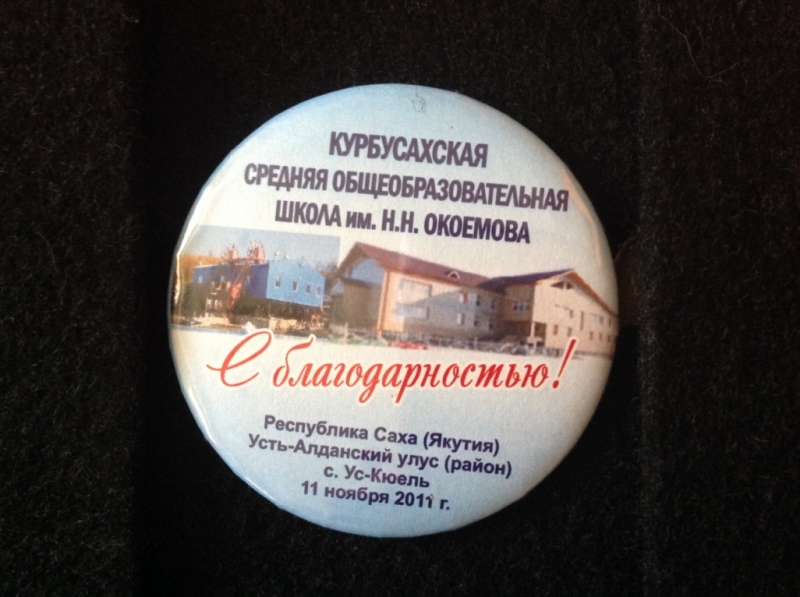 КУРБУСАХСКАЯ
СРЕДНЯЯ ОБЩЕОБРАЗОВАТЕЛЬНАЯ
ШКОЛА им. Н.Н. ОКОЕМОВА
С благодарностью!
Республика Саха (Якутия)
Усть-Алданский улус (район)
с. Ус-Кюель
11 ноября 2011 г.